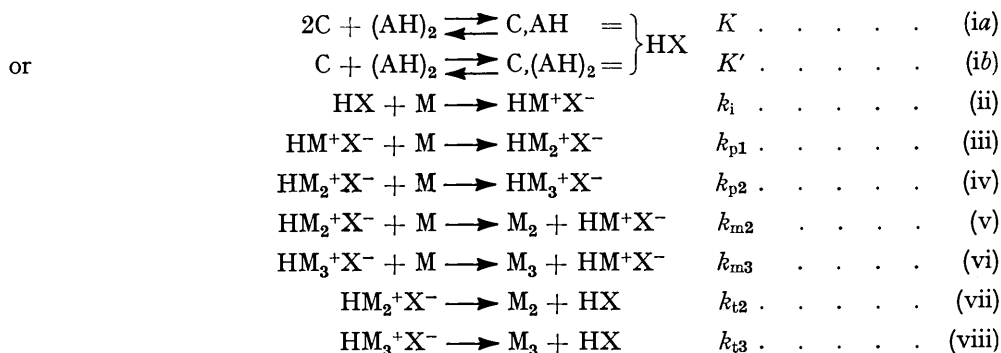 2C + (AH)₂ ⇌ C,AH = } HX K . . . . . (ia)
or C + (AH)₂ ⇌ C,(AH)₂ = } K′ . . . . . (ib)
HX + M ⟶ HM⁺X⁻ kᵢ . . . . . (ii)
HM⁺X⁻ + M ⟶ HM₂⁺X⁻ kₚ₁ . . . . . (iii)
HM₂⁺X⁻ + M ⟶ HM₃⁺X⁻ kₚ₂ . . . . . (iv)
HM₂⁺X⁻ + M ⟶ M₂ + HM⁺X⁻ kₘ₂ . . . . . (v)
HM₃⁺X⁻ + M ⟶ M₃ + HM⁺X⁻ kₘ₃ . . . . . (vi)
HM₂⁺X⁻ ⟶ M₂ + HX kₜ₂ . . . . . (vii)
HM₃⁺X⁻ ⟶ M₃ + HX kₜ₃ . . . . . (viii)